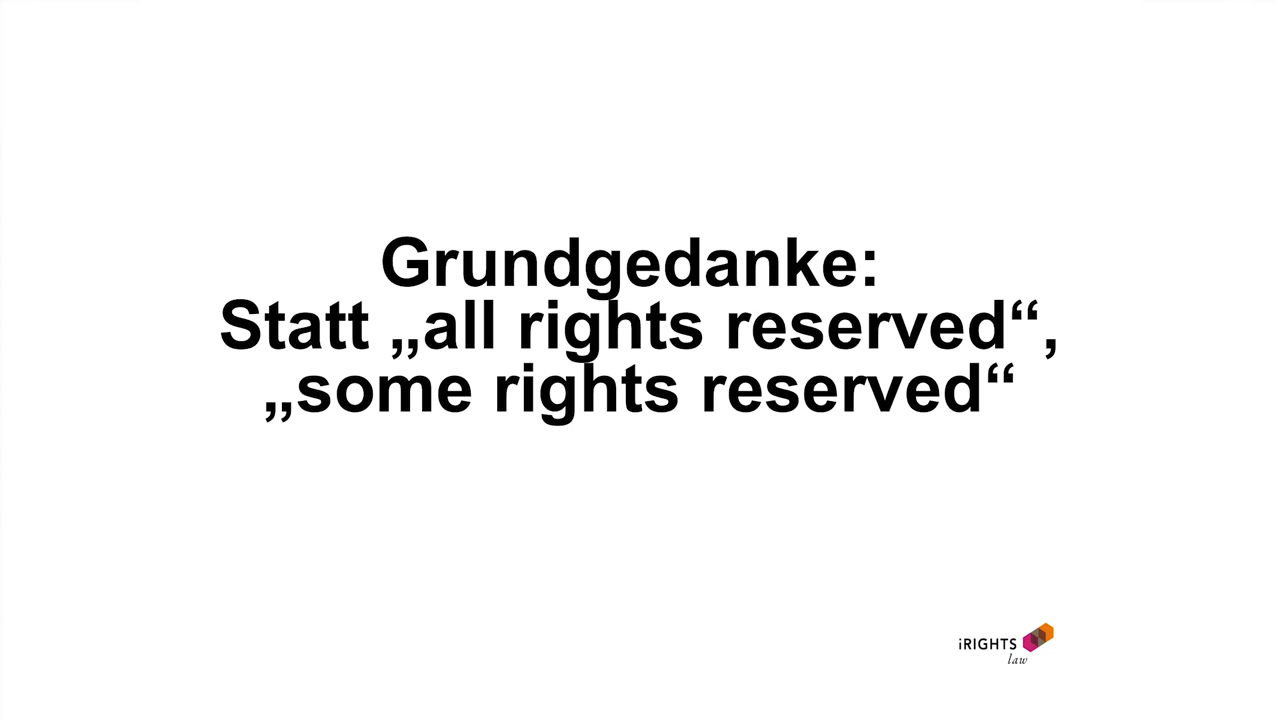 Grundgedanke:
Statt „all rights reserved“,
„some rights reserved“
iRIGHTS
law